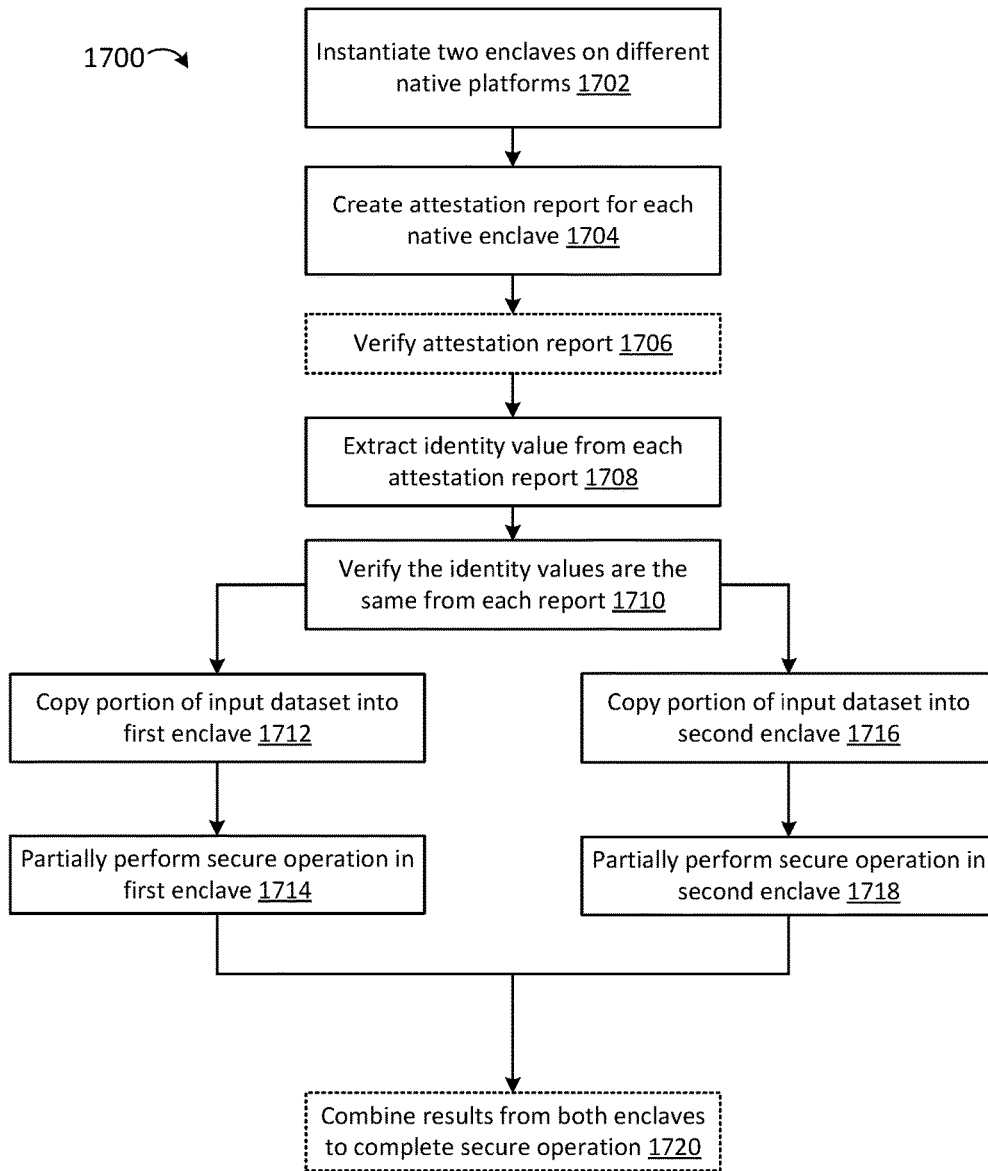 1700
Instantiate two enclaves on different
native platforms 1702
Create attestation report for each
native enclave 1704
Verify attestation report 1706
Extract identity value from each
attestation report 1708
Verify the identity values are the
same from each report 1710
Copy portion of input dataset into
first enclave 1712
Copy portion of input dataset into
second enclave 1716
Partially perform secure operation in
first enclave 1714
Partially perform secure operation in
second enclave 1718
Combine results from both enclaves
to complete secure operation 1720